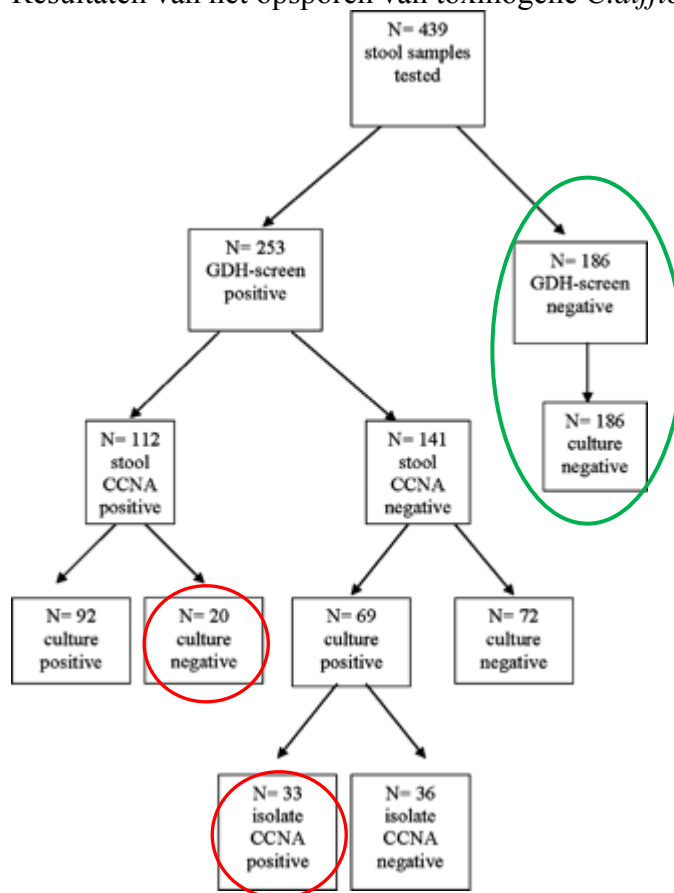 Resultaten van het opsporen van toxinogene
N= 439
stool samples
tested
N= 253
GDH-screen
positive
N= 186
GDH-screen
negative
N= 112
stool
CCNA
positive
N= 141
stool
CCNA
negative
N= 186
culture
negative
N= 92
culture
positive
N= 20
culture
negative
N= 69
culture
positive
N= 72
culture
negative
N= 33
isolate
CCNA
positive
N= 36
isolate
CCNA
negative